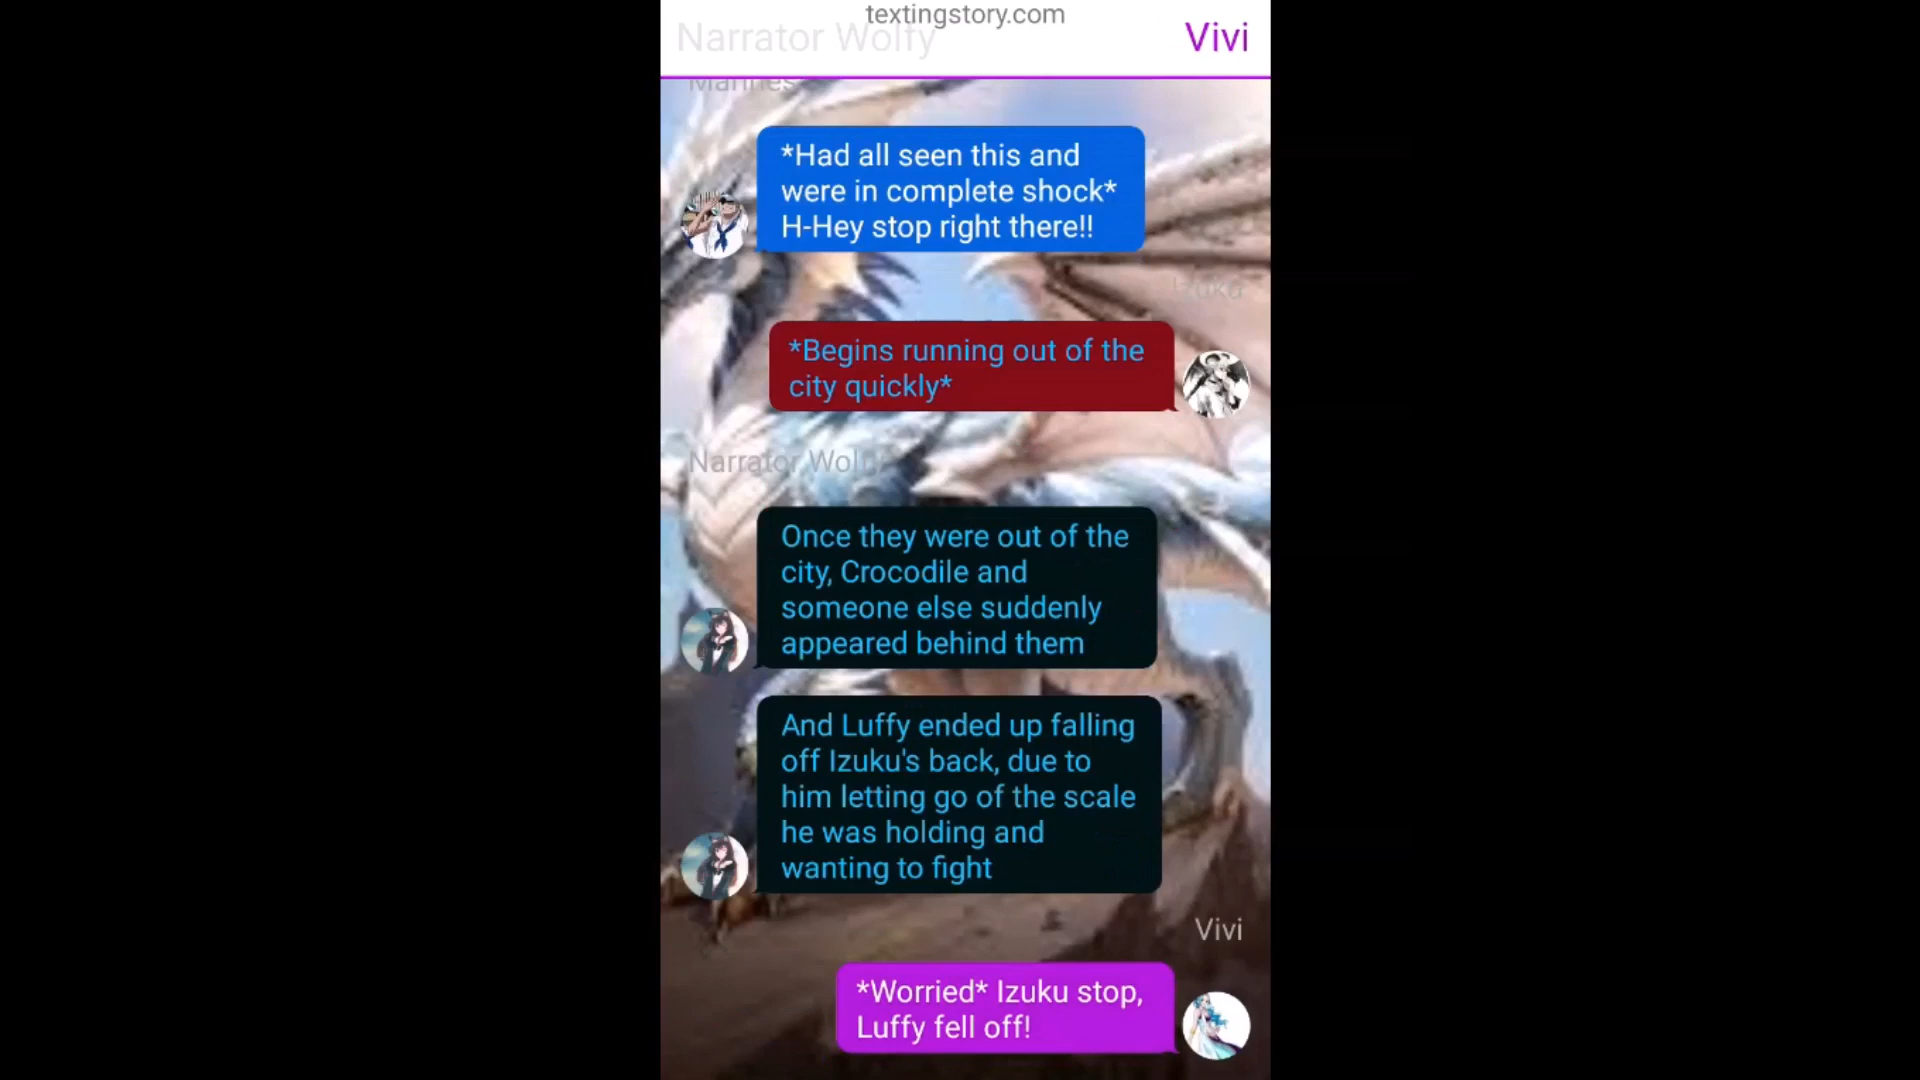 textingstory.com
Narrator Wolfy
Vivi
Marines
*Had all seen this and
were in complete shock*
H-Hey stop right there!!
Izuku
*Begins running out of the
city quickly*
Narrator Wolfy
Once they were out of the
city, Crocodile and
someone else suddenly
appeared behind them
And Luffy ended up falling
off Izuku's back, due to
him letting go of the scale
he was holding and
wanting to fight
Vivi
*Worried* Izuku stop,
Luffy fell off!